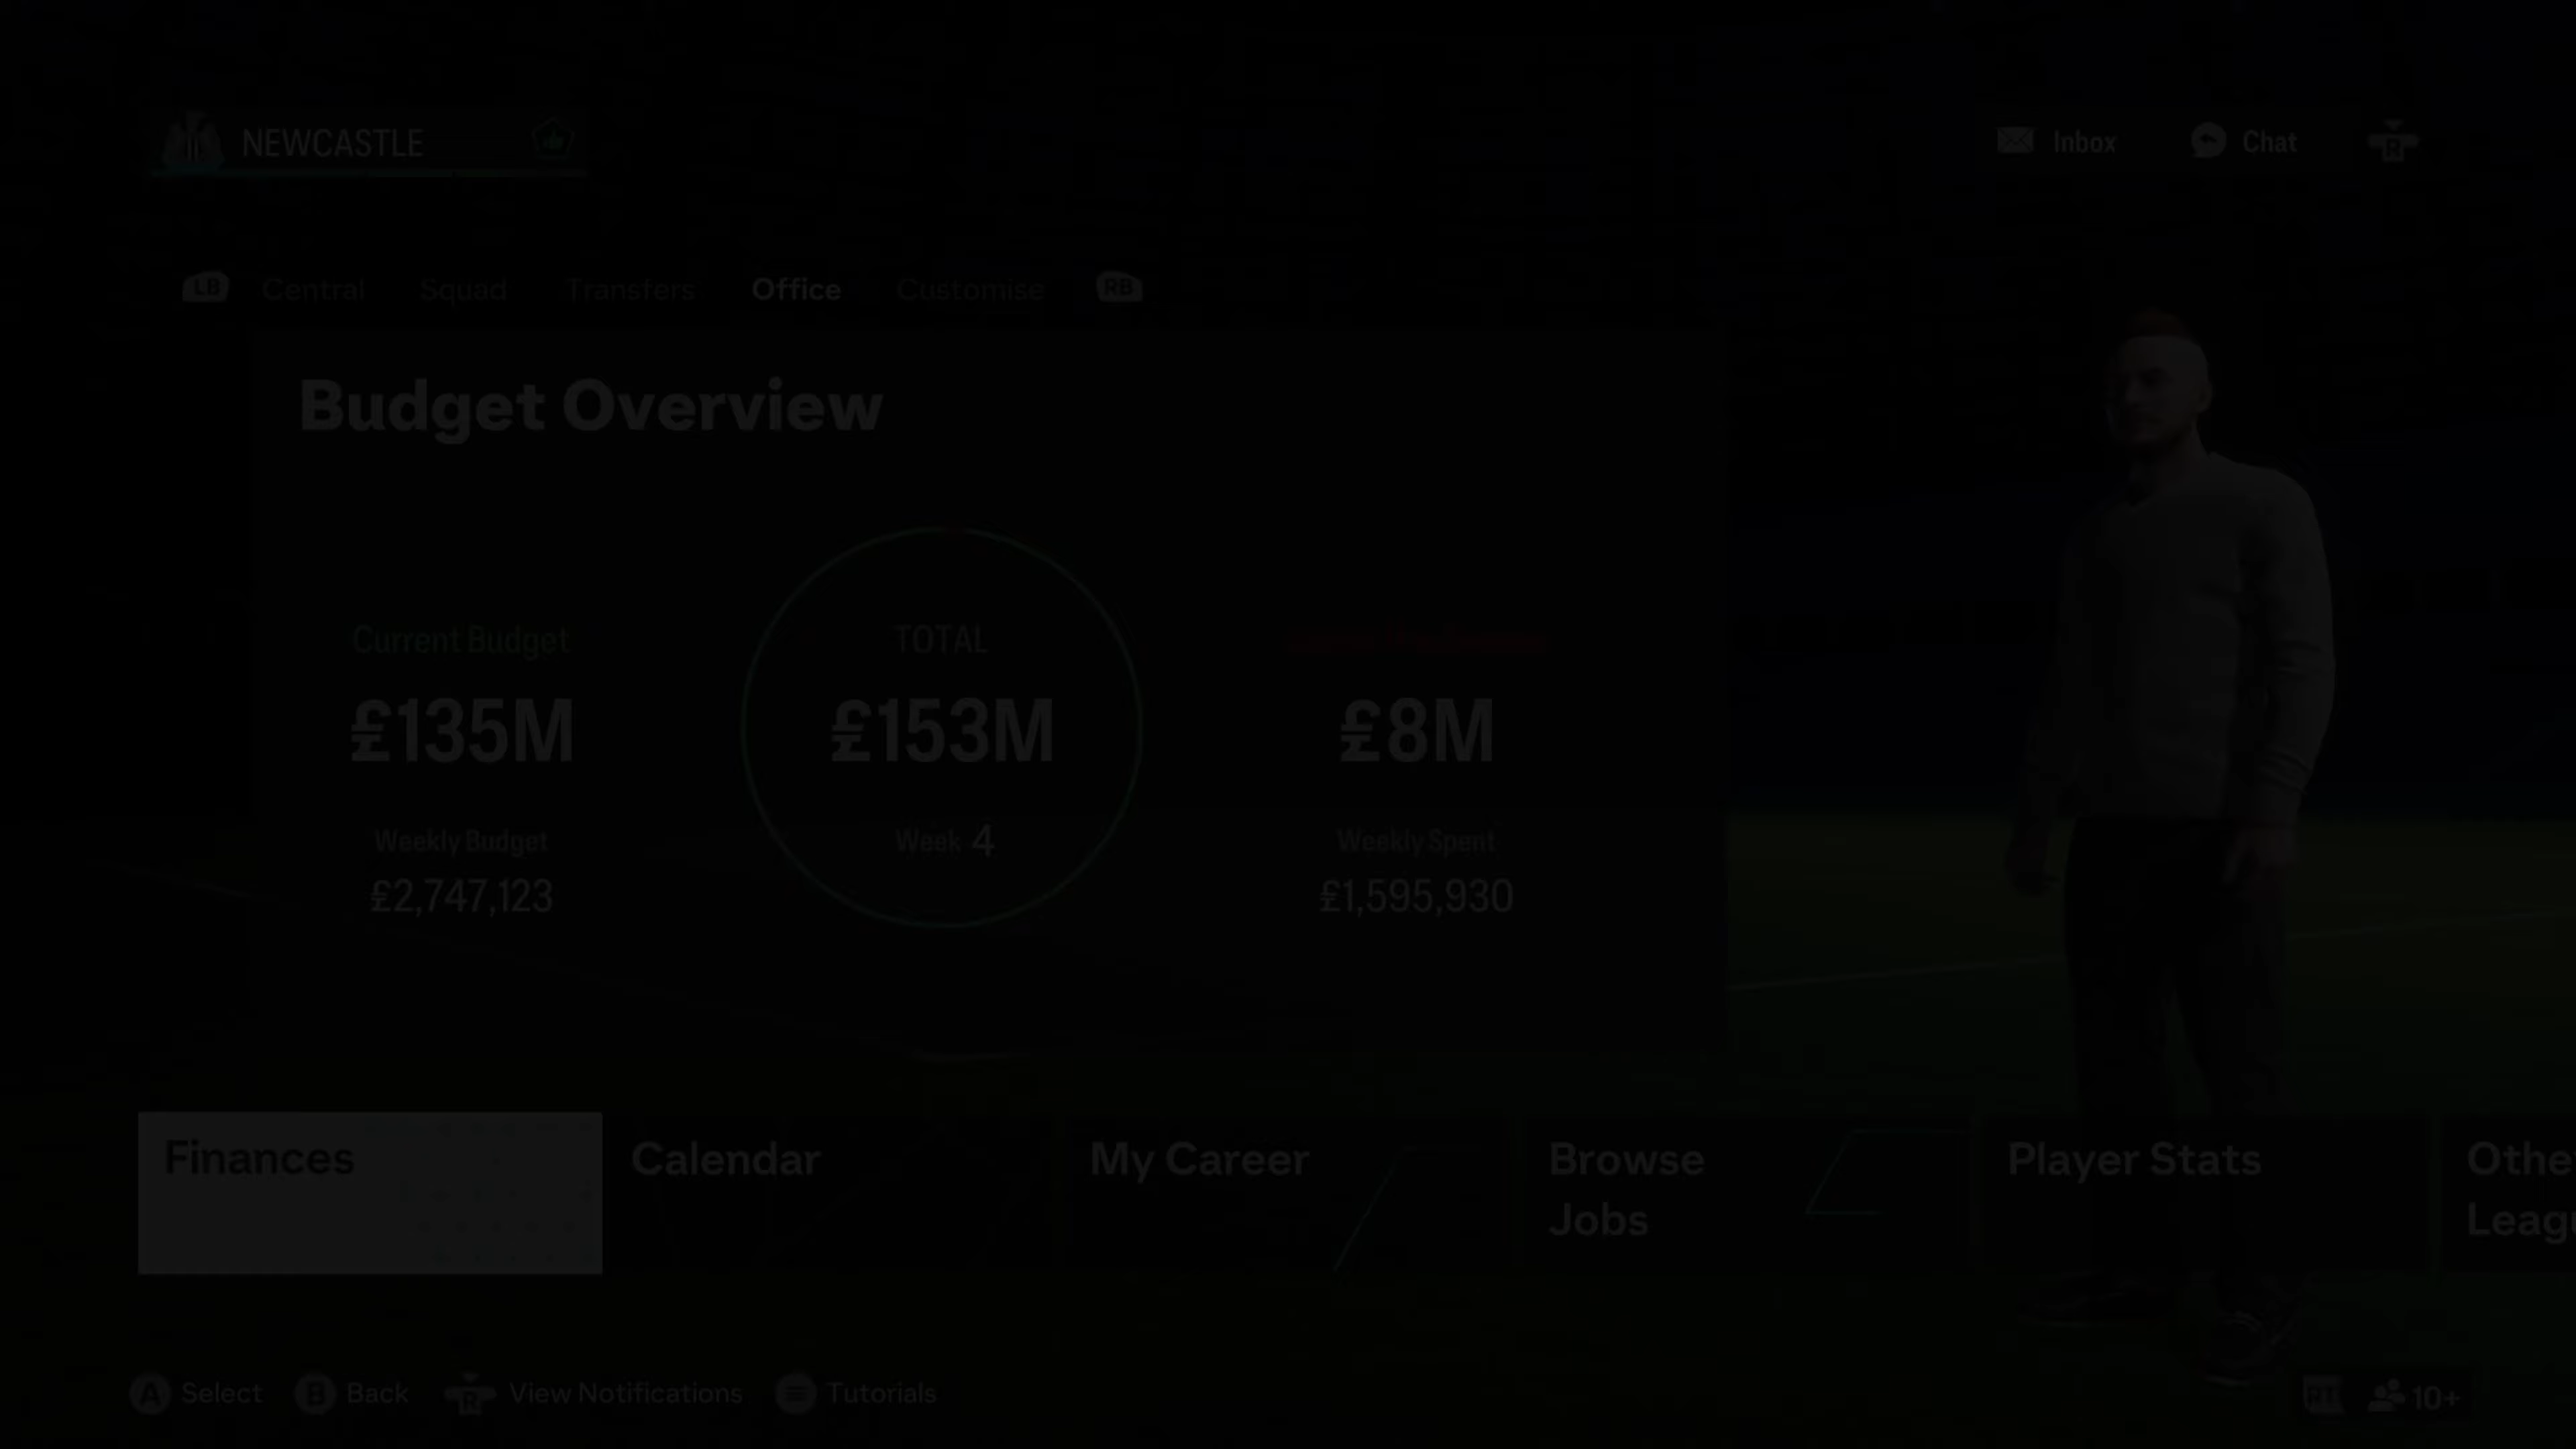 NEWCASTLE
Inbox
Chat
R
LB Central Squad Transfers Office Customise RB
Budget Overview
Current Budget
£135M
Weekly Budget
£2,747,123
TOTAL
£153M
Week 4
£8M
Weekly Spent
£1,595,930
Finances
Calendar
My Career
Browse
Jobs
Player Stats
Othe
Leagu
A Select B Back R View Notifications Tutorials
RT 10+